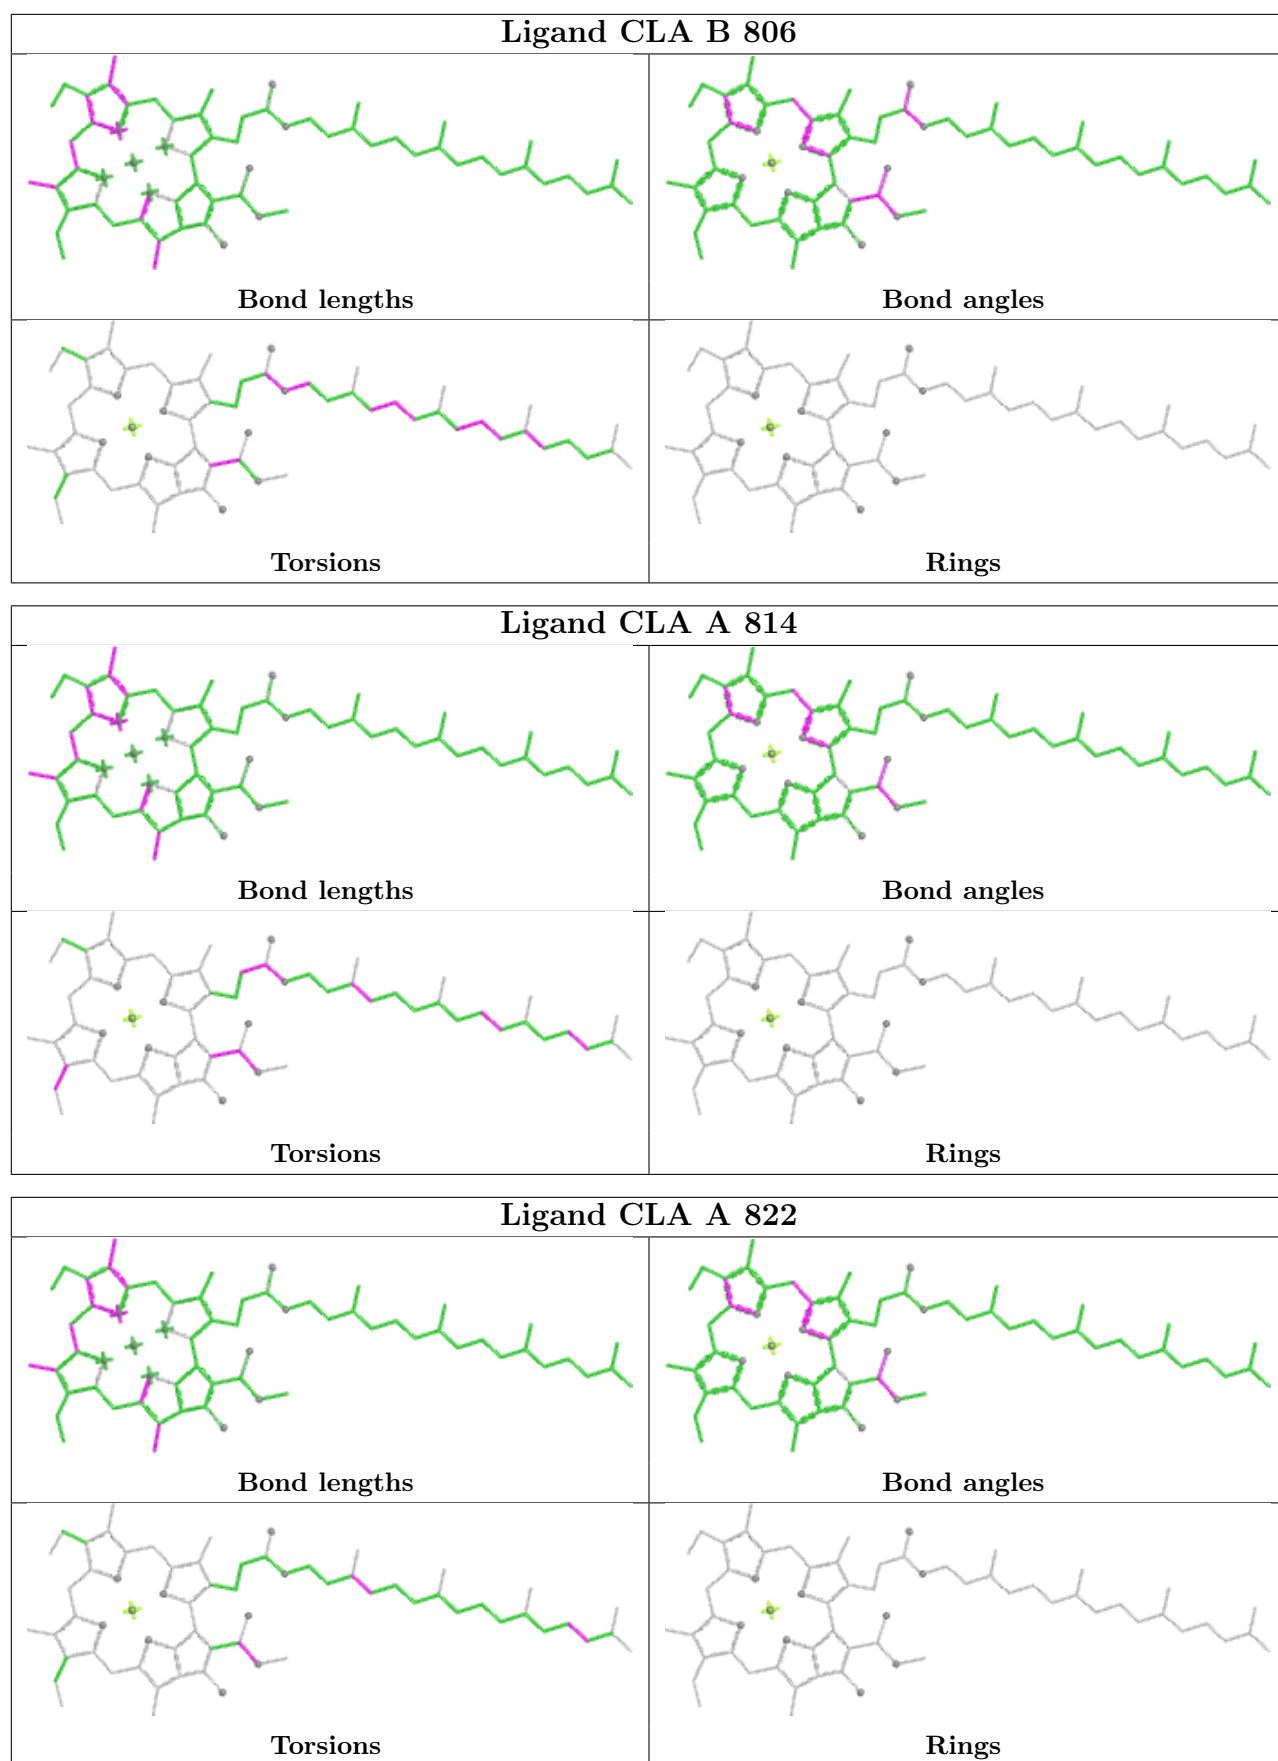 Ligand CLA B 806
Bond lengths
Bond angles
Torsions
Rings
Ligand CLA A 814
Bond lengths
Bond angles
Torsions
Rings
Ligand CLA A 822
Bond lengths
Bond angles
Torsions
Rings